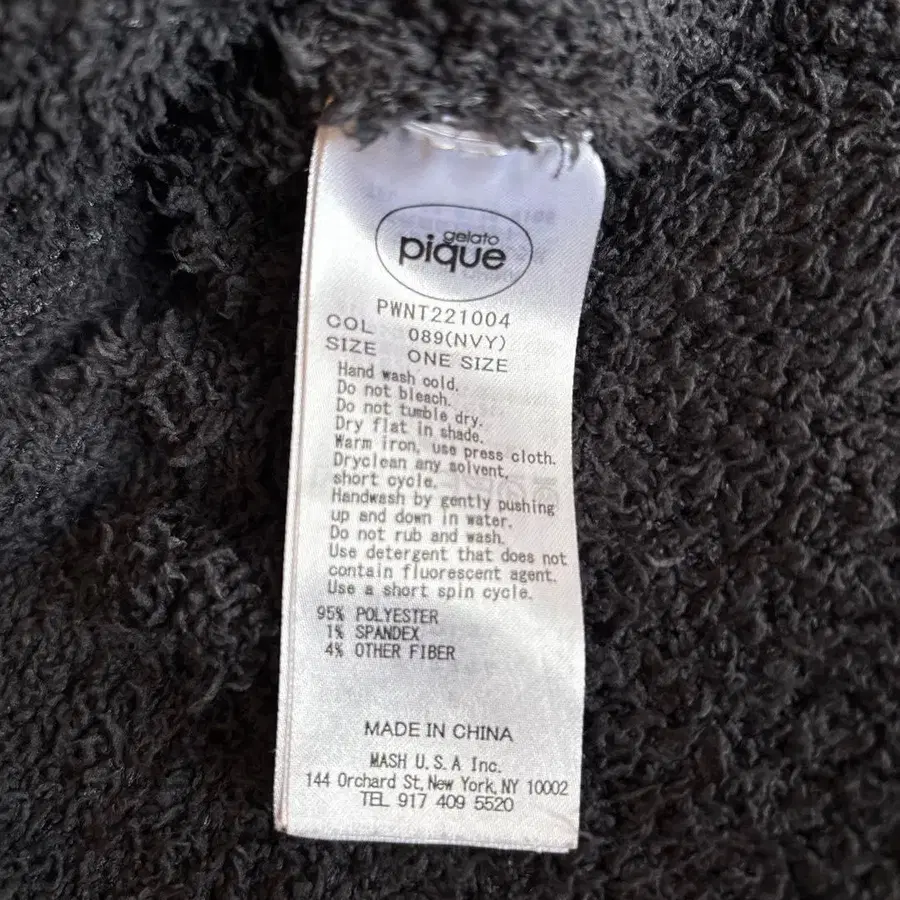 gelato
pique
PWNT221004
COL 089(NVY)
SIZE ONE SIZE
Hand wash cold.
Do not bleach.
Do not tumble dry.
Dry flat in shade.
Warm iron, use press cloth.
Dryclean any solvent,
short cycle.
Handwash by gently pushing
up and down in water.
Do not rub and wash.
Use detergent that does not
contain fluorescent agent.
Use a short spin cycle.
95% POLYESTER
1% SPANDEX
4% OTHER FIBER
MADE IN CHINA
MASH U.S.A Inc.
144 Orchard St, New York, NY 10002
TEL 917 409 5520